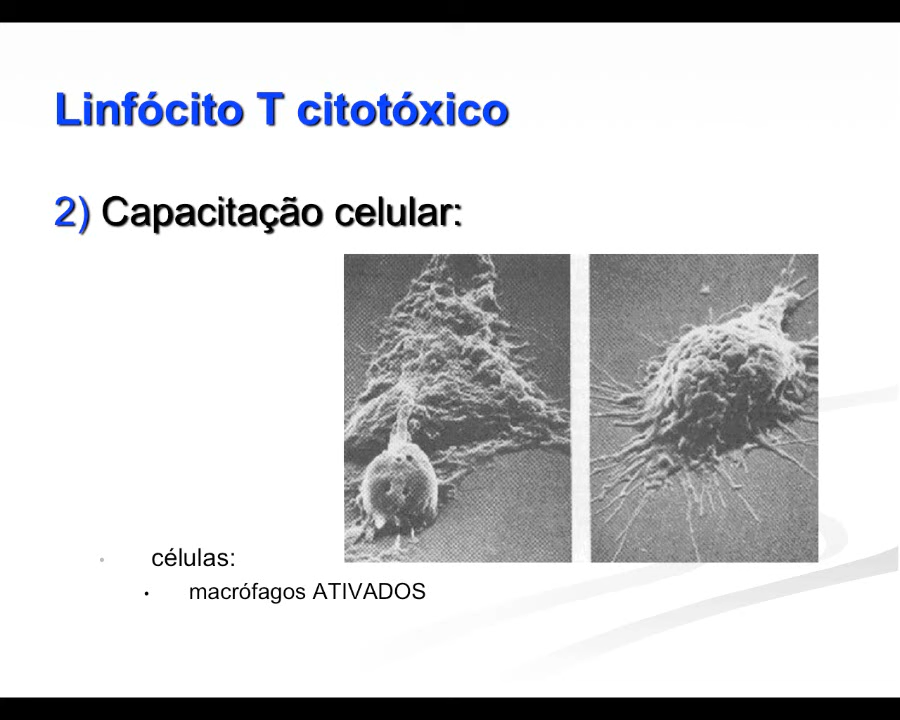 Linfócito T citotóxico
2) Capacitação celular:
• células:
• macrófagos ATIVADOS